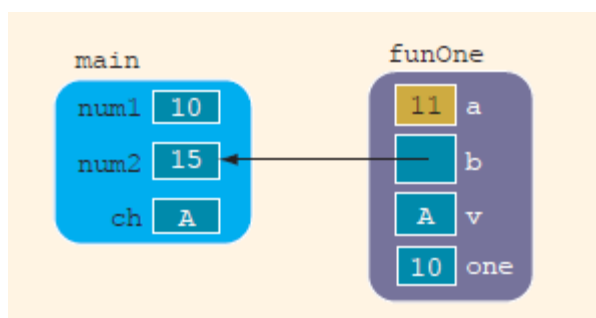 main
num1 10
num2 15
ch A
funOne
11 a
b
A v
10 one